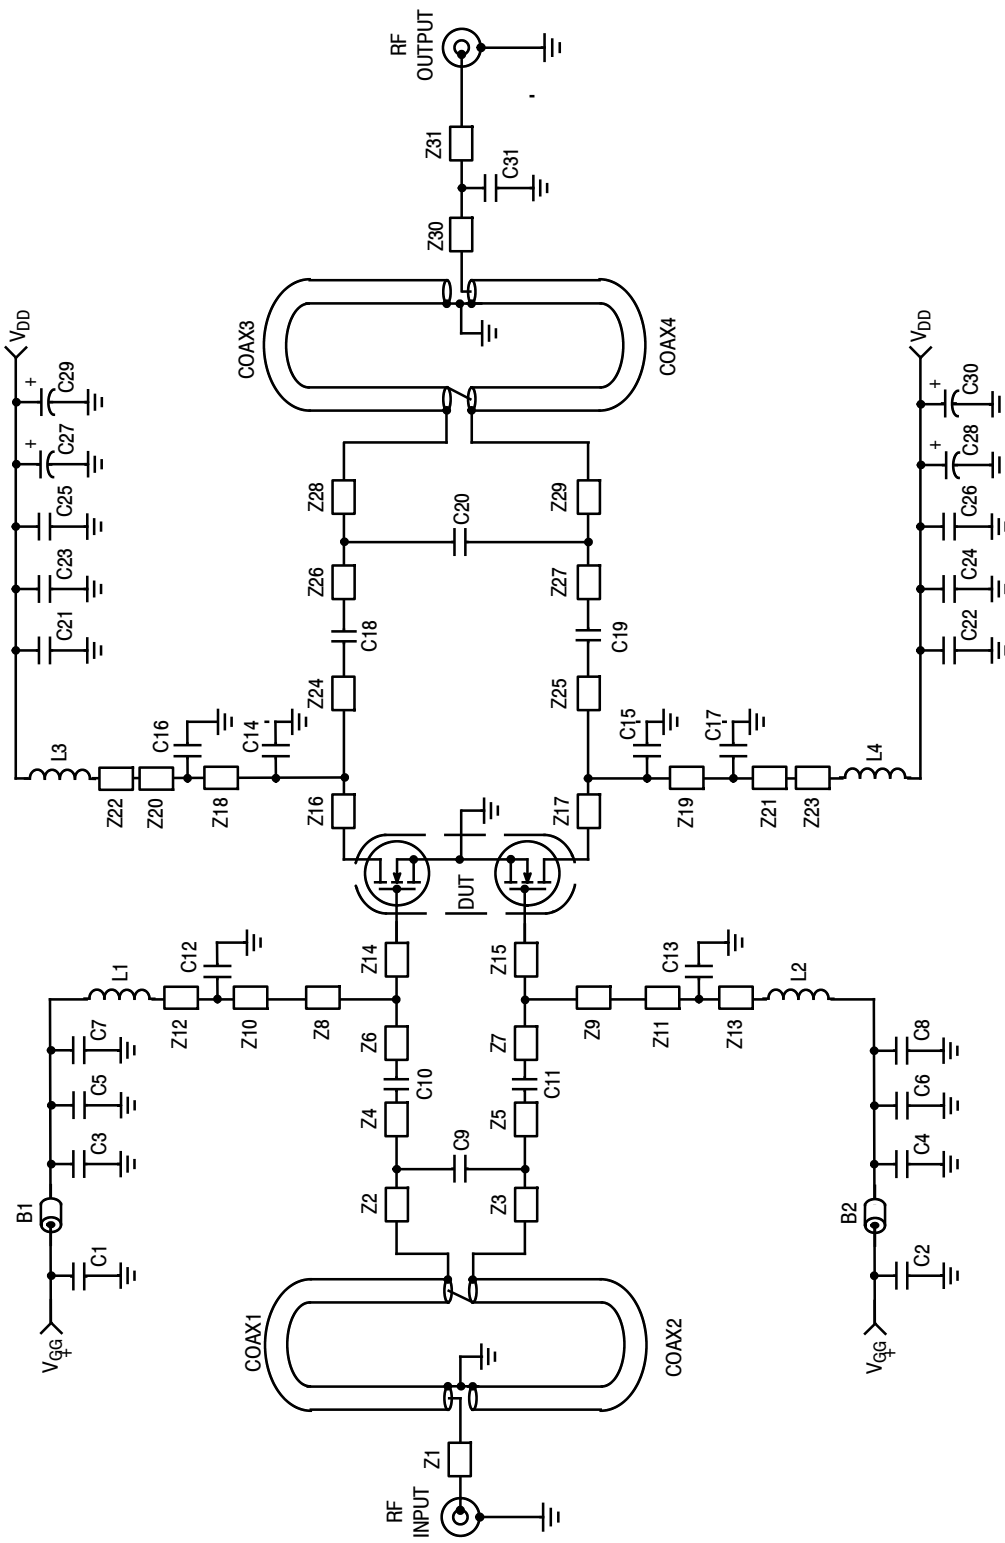 RF
INPUT
Z1
COAX1
COAX2
VGG
+
C1
B1
C3
C5
C7
L1
Z12
C12
Z10
Z8
Z2
C9
Z3
Z4
C10
Z6
Z5
C11
Z7
Z14
Z15
Z9
Z11
C13
Z13
L2
VGG
+
C2
B2
C4
C6
C8
DUT
Z16
Z17
L3
Z22
Z20
C16
Z18
C14
C15
Z19
C17
Z21
Z23
L4
Z24
C18
Z26
Z25
C19
Z27
C20
Z28
Z29
C21
C23
C25
C27
+
C29
+
VDD
C22
C24
C26
C28
+
C30
+
VDD
COAX3
COAX4
Z30
C31
Z31
RF
OUTPUT